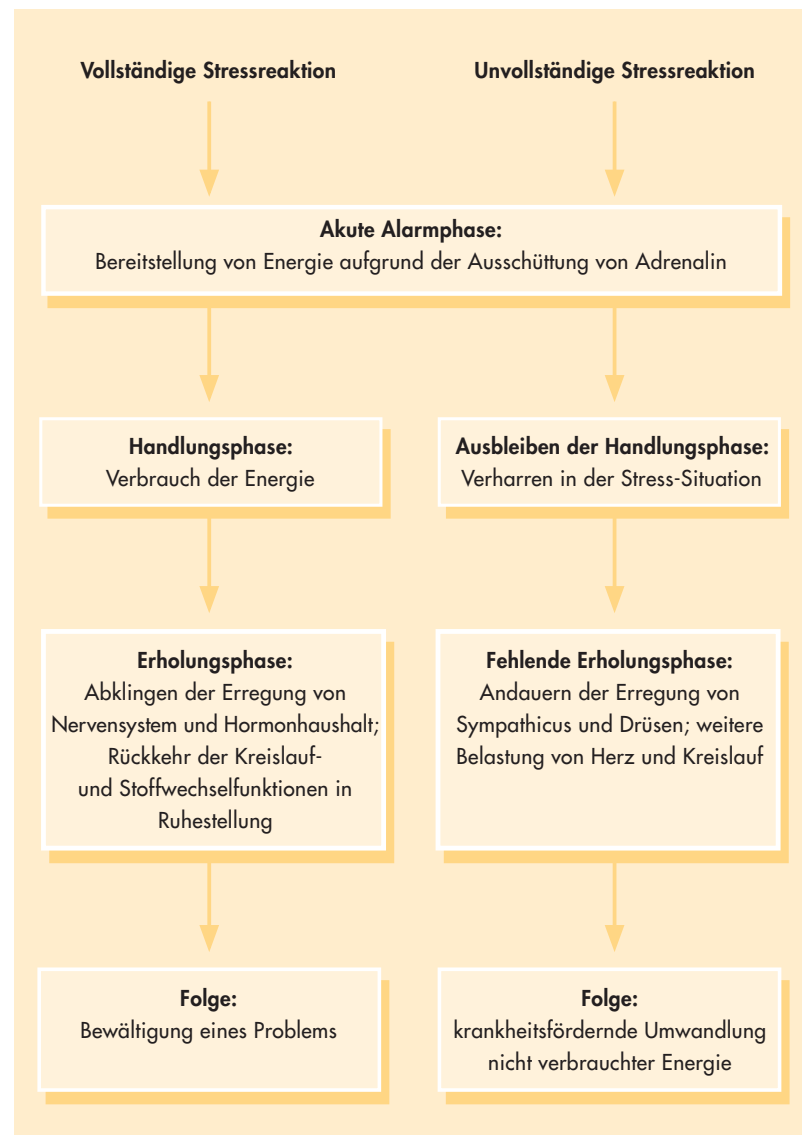 Vollständige Stressreaktion
Unvollständige Stressreaktion
Akute Alarmphase:
Bereitstellung von Energie aufgrund der Ausschüttung von Adrenalin
Handlungsphase:
Verbrauch der Energie
Ausbleiben der Handlungsphase:
Verharren in der Stress-Situation
Erholungsphase:
Abklingen der Erregung von
Nervensystem und Hormonhaushalt;
Rückkehr der Kreislauf-
und Stoffwechselfunktionen in
Ruhestellung
Fehlende Erholungsphase:
Andauern der Erregung von
Sympathicus und Drüsen; weitere
Belastung von Herz und Kreislauf
Folge:
Bewältigung eines Problems
Folge:
krankheitsfördernde Umwandlung
nicht verbrauchter Energie